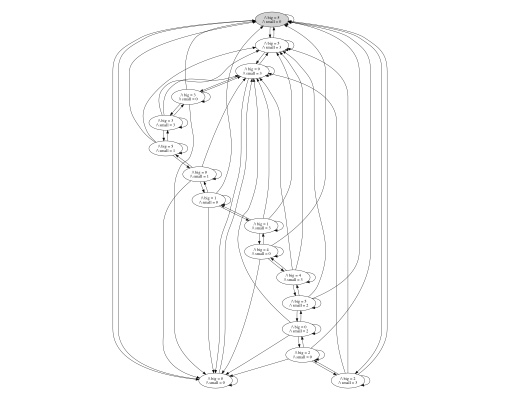 /\ big = 5
/\ small = 0
/\ big = 5
/\ small = 3
/\ big = 0
/\ small = 3
/\ big = 3
/\ small = 0
/\ big = 3
/\ small = 3
/\ big = 5
/\ small = 1
/\ big = 0
/\ small = 1
/\ big = 1
/\ small = 0
/\ big = 1
/\ small = 3
/\ big = 4
/\ small = 0
/\ big = 4
/\ small = 3
/\ big = 5
/\ small = 2
/\ big = 0
/\ small = 2
/\ big = 2
/\ small = 0
/\ big = 0
/\ small = 0
/\ big = 2
/\ small = 3